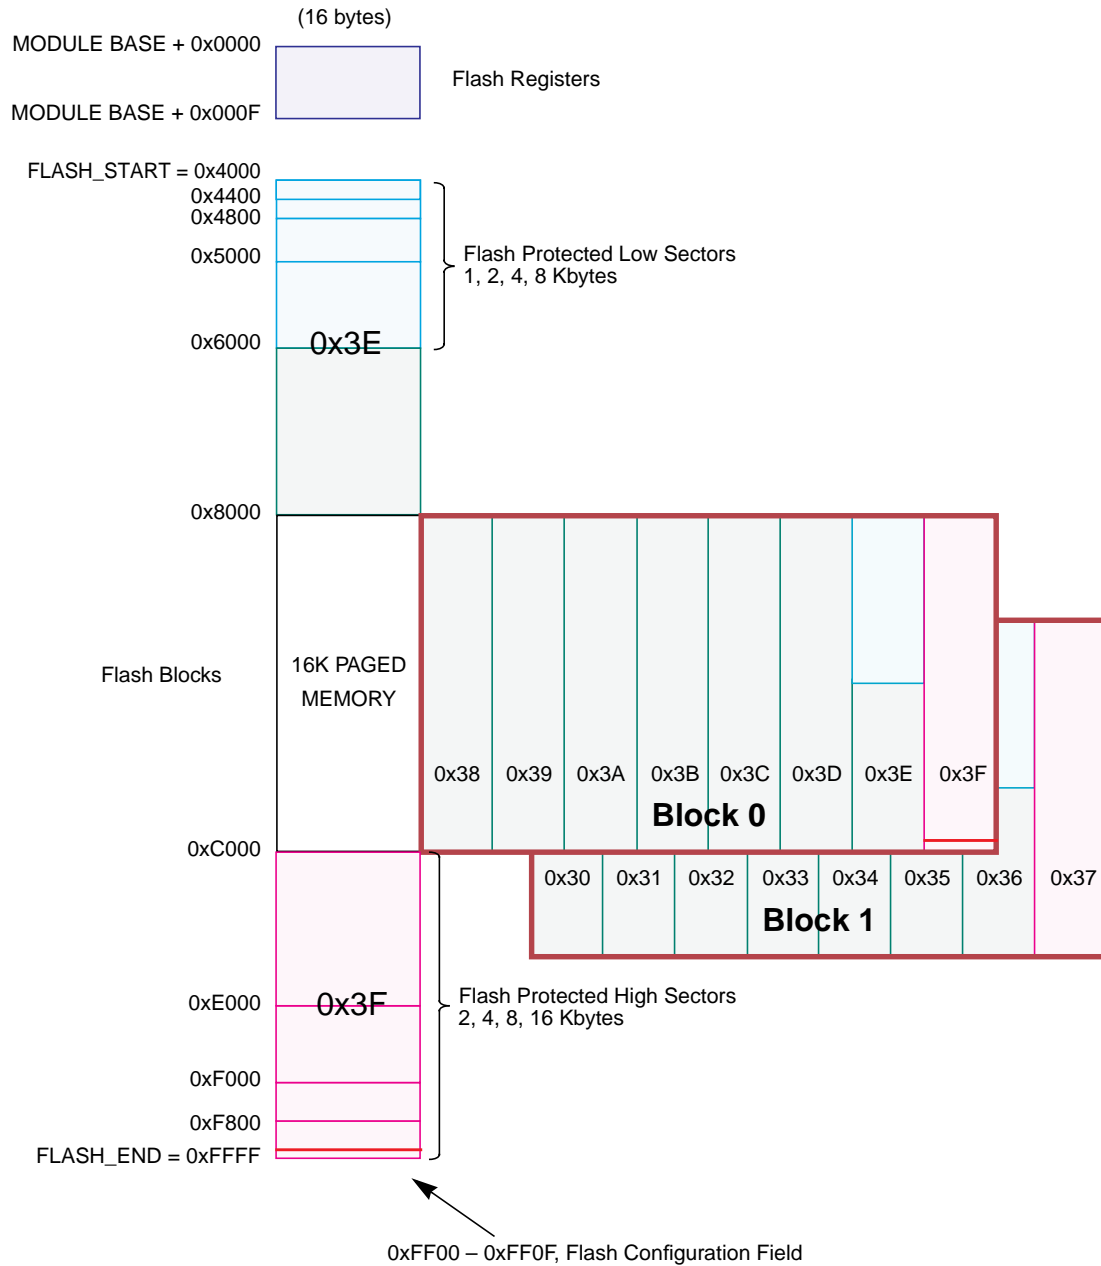 (16 bytes)
MODULE BASE + 0x0000
Flash Registers
MODULE BASE + 0x000F
FLASH_START = 0x4000
0x4400
0x4800
0x5000
Flash Protected Low Sectors
1, 2, 4, 8 Kbytes
0x6000
0x3E
0x8000
Flash Blocks
16K PAGED
MEMORY
0x38 0x39 0x3A 0x3B 0x3C 0x3D 0x3E 0x3F
Block 0
0xC000
0x30 0x31 0x32 0x33 0x34 0x35 0x36 0x37
Block 1
0xE000
0x3F
Flash Protected High Sectors
2, 4, 8, 16 Kbytes
0xF000
0xF800
FLASH_END = 0xFFFF
0xFF00 – 0xFF0F, Flash Configuration Field